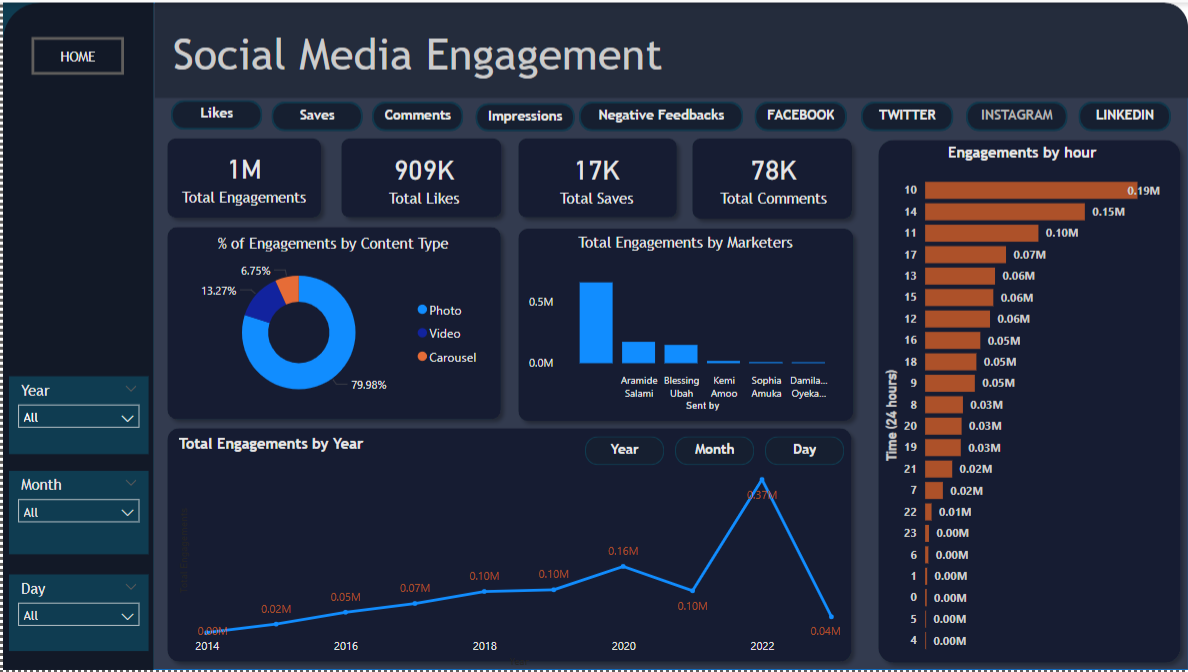 HOME
Social Media Engagement
Likes
Saves
Comments
Impressions
Negative Feedbacks
FACEBOOK
TWITTER
INSTAGRAM
LINKEDIN
1M
Total Engagements
909K
Total Likes
17K
Total Saves
78K
Total Comments
% of Engagements by Content Type
6.75%
13.27%
79.98%
Photo
Video
Carousel
Total Engagements by Marketers
0.5M
0.0M
Aramide Salami
Blessing Ubah
Kemi Amoo
Sophia Amuka
Damila... Oyeka...
Sent by
Year
All
Month
All
Day
All
Total Engagements by Year
Year
Month
Day
0.00M
0.02M
0.05M
0.07M
0.10M
0.10M
0.16M
0.10M
0.37M
0.04M
2014
2016
2018
2020
2022
Engagements by hour
Time (24 hours)
10 0.19M
14 0.15M
11 0.10M
17 0.07M
13 0.06M
15 0.06M
12 0.06M
16 0.05M
18 0.05M
9 0.05M
8 0.03M
20 0.03M
19 0.03M
21 0.02M
7 0.02M
22 0.01M
23 0.00M
6 0.00M
1 0.00M
0 0.00M
5 0.00M
4 0.00M